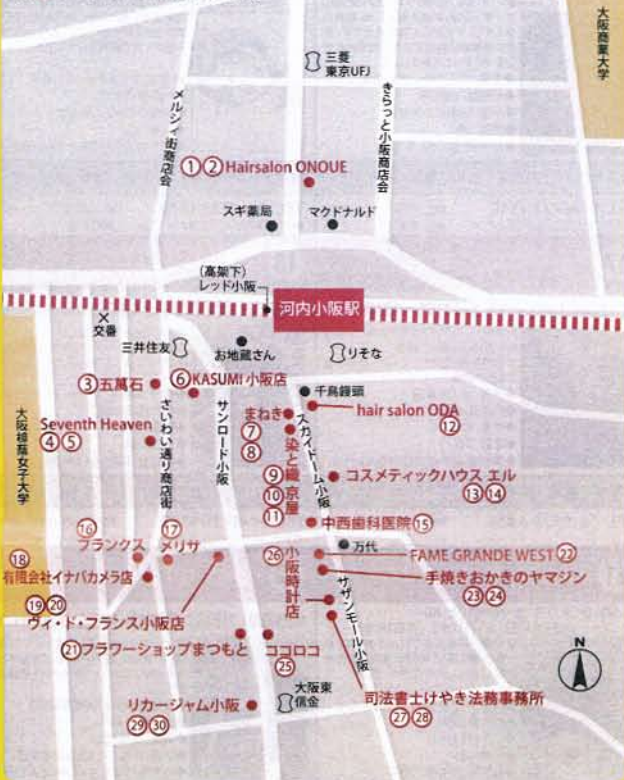 大阪商業大学
三菱
東京UFJ
メルシィ街商店会
きらっと小阪商店会
①②Hairsalon ONOUE
スギ薬局
マクドナルド
(高架下)
レッド小阪
河内小阪駅
交番
三井住友
お地蔵さん
りそな
③五萬石
⑥KASUMI 小阪店
千鳥饅頭
hair salon ODA
⑫
大阪樟蔭女子大学
Seventh Heaven
④⑤
さいわい通り商店街
サンロード小阪
まねき
⑦
⑧
スカイドーム小阪
染と織 京屋
⑨
⑩
⑪
コスメティックハウス エル
⑬⑭
中西歯科医院⑮
⑯
フランクス
⑰
メリサ
万代
FAME GRANDE WEST㉒
⑱
有限会社イナバカメラ店
㉖小阪時計店
手焼きおかきのヤマジン
㉓㉔
⑲⑳
ヴィ・ド・フランス小阪店
サザンモール小阪
㉑フラワーショップまつもと
ココロコ
㉕
N
大阪東
信金
リカージャム小阪
㉙㉚
司法書士けやき法務事務所
㉗㉘